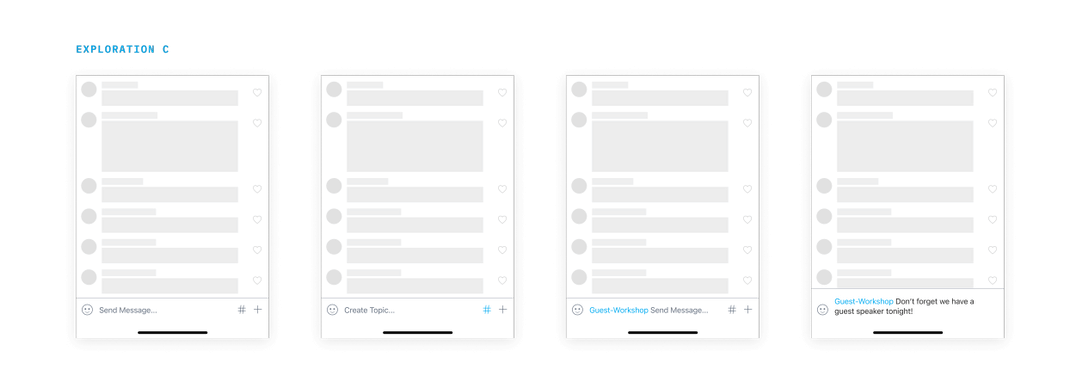 EXPLORATION C
Send Message...
Create Topic...
Guest-Workshop Send Message...
Guest-Workshop Don't forget we have a
guest speaker tonight!